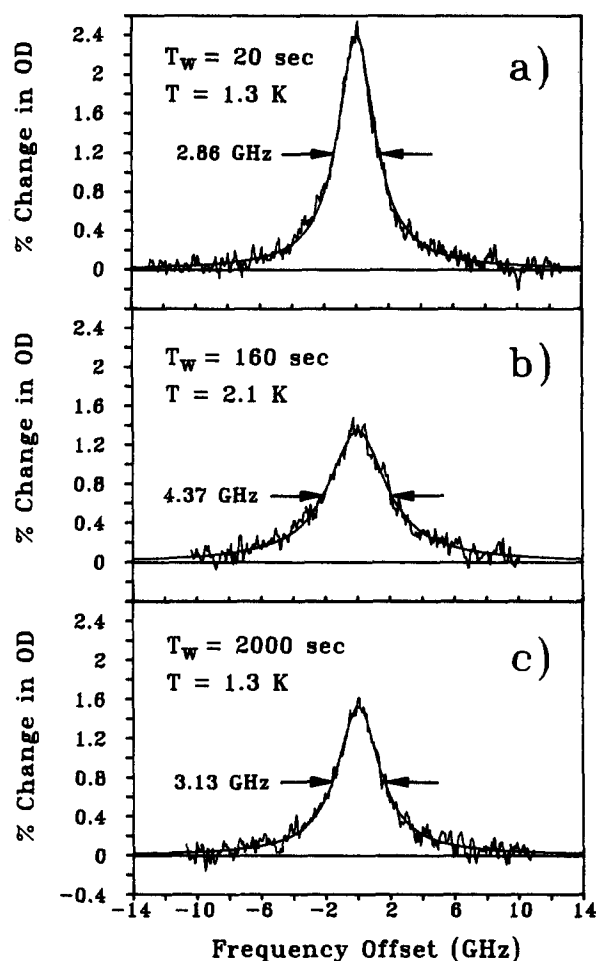 2.4
2
1.6
1.2
0.8
0.4
0
% Change in OD
T_w = 20 sec
T = 1.3 K
a)
2.86 GHz
2.4
2
1.6
1.2
0.8
0.4
0
% Change in OD
T_w = 160 sec
T = 2.1 K
b)
4.37 GHz
2.4
2
1.6
1.2
0.8
0.4
0
−0.4
% Change in OD
T_w = 2000 sec
T = 1.3 K
c)
3.13 GHz
−14 −10 −6 −2 2 6 10 14
Frequency Offset (GHz)